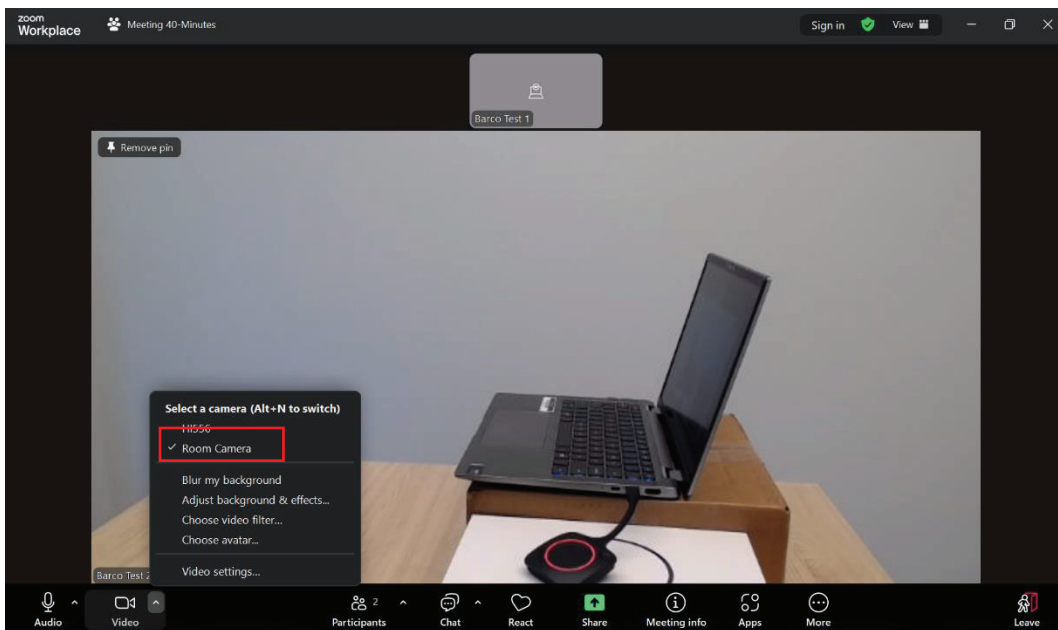 zoom
Workplace
Meeting 40-Minutes
Sign in
View
Barco Test 1
Remove pin
Select a camera (Alt+N to switch)
HI556
Room Camera
Blur my background
Adjust background & effects...
Choose video filter...
Choose avatar...
Video settings...
Barco Test 2
Audio
Video
2
Participants
Chat
React
Share
Meeting info
Apps
More
Leave